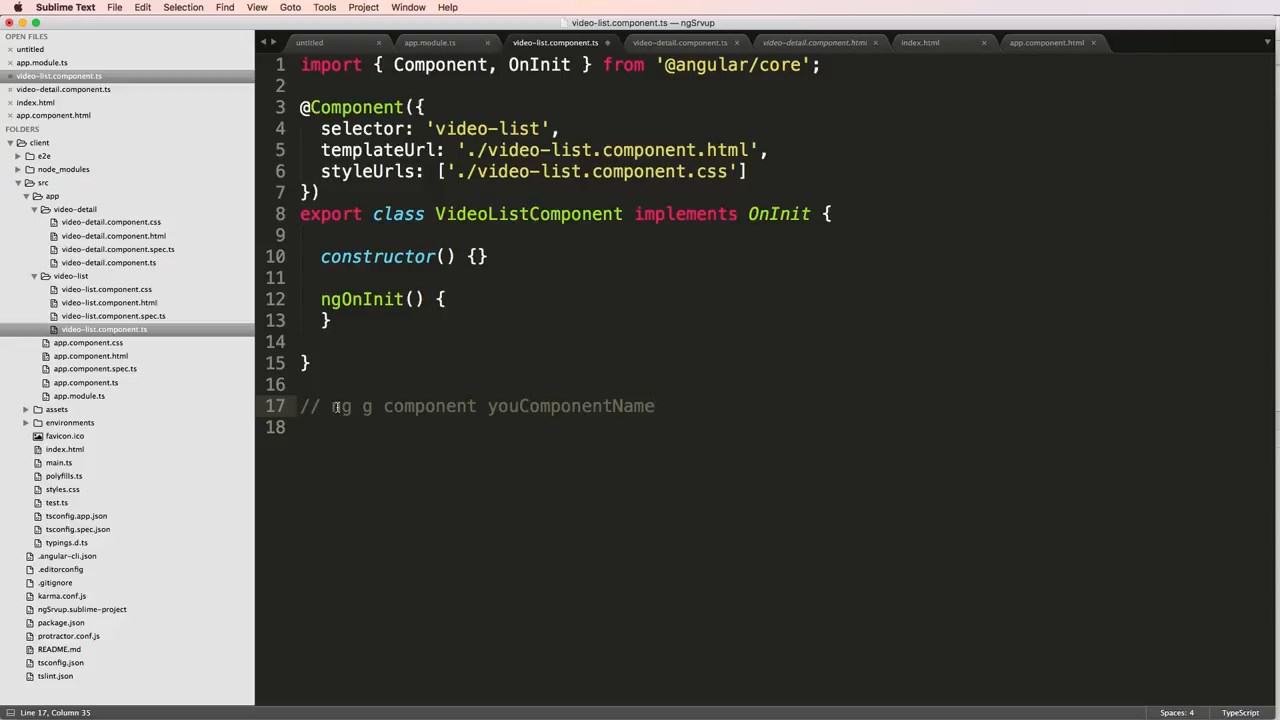 Sublime Text File Edit Selection Find View Goto Tools Project Window Help
video-list.component.ts — ngSrvup
OPEN FILES
untitled
app.module.ts
video-list.component.ts
video-detail.component.ts
index.html
app.component.html
FOLDERS
client
e2e
node_modules
src
app
video-detail
video-detail.component.css
video-detail.component.html
video-detail.component.spec.ts
video-detail.component.ts
video-list
video-list.component.css
video-list.component.html
video-list.component.spec.ts
video-list.component.ts
app.component.css
app.component.html
app.component.spec.ts
app.component.ts
app.module.ts
assets
environments
favicon.ico
index.html
main.ts
polyfills.ts
styles.css
test.ts
tsconfig.app.json
tsconfig.spec.json
typings.d.ts
.angular-cli.json
.editorconfig
.gitignore
karma.conf.js
ngSrvup.sublime-project
package.json
protractor.conf.js
README.md
tsconfig.json
tslint.json
untitled app.module.ts video-list.component.ts video-detail.component.ts video-detail.component.html index.html app.component.html
1 import { Component, OnInit } from '@angular/core';
2
3 @Component({
4 selector: 'video-list',
5 templateUrl: './video-list.component.html',
6 styleUrls: ['./video-list.component.css']
7 })
8 export class VideoListComponent implements OnInit {
9
10 constructor() {}
11
12 ngOnInit() {
13 }
14
15 }
16
17 // ng g component youComponentName
18
Line 17, Column 35 Spaces: 4 TypeScript